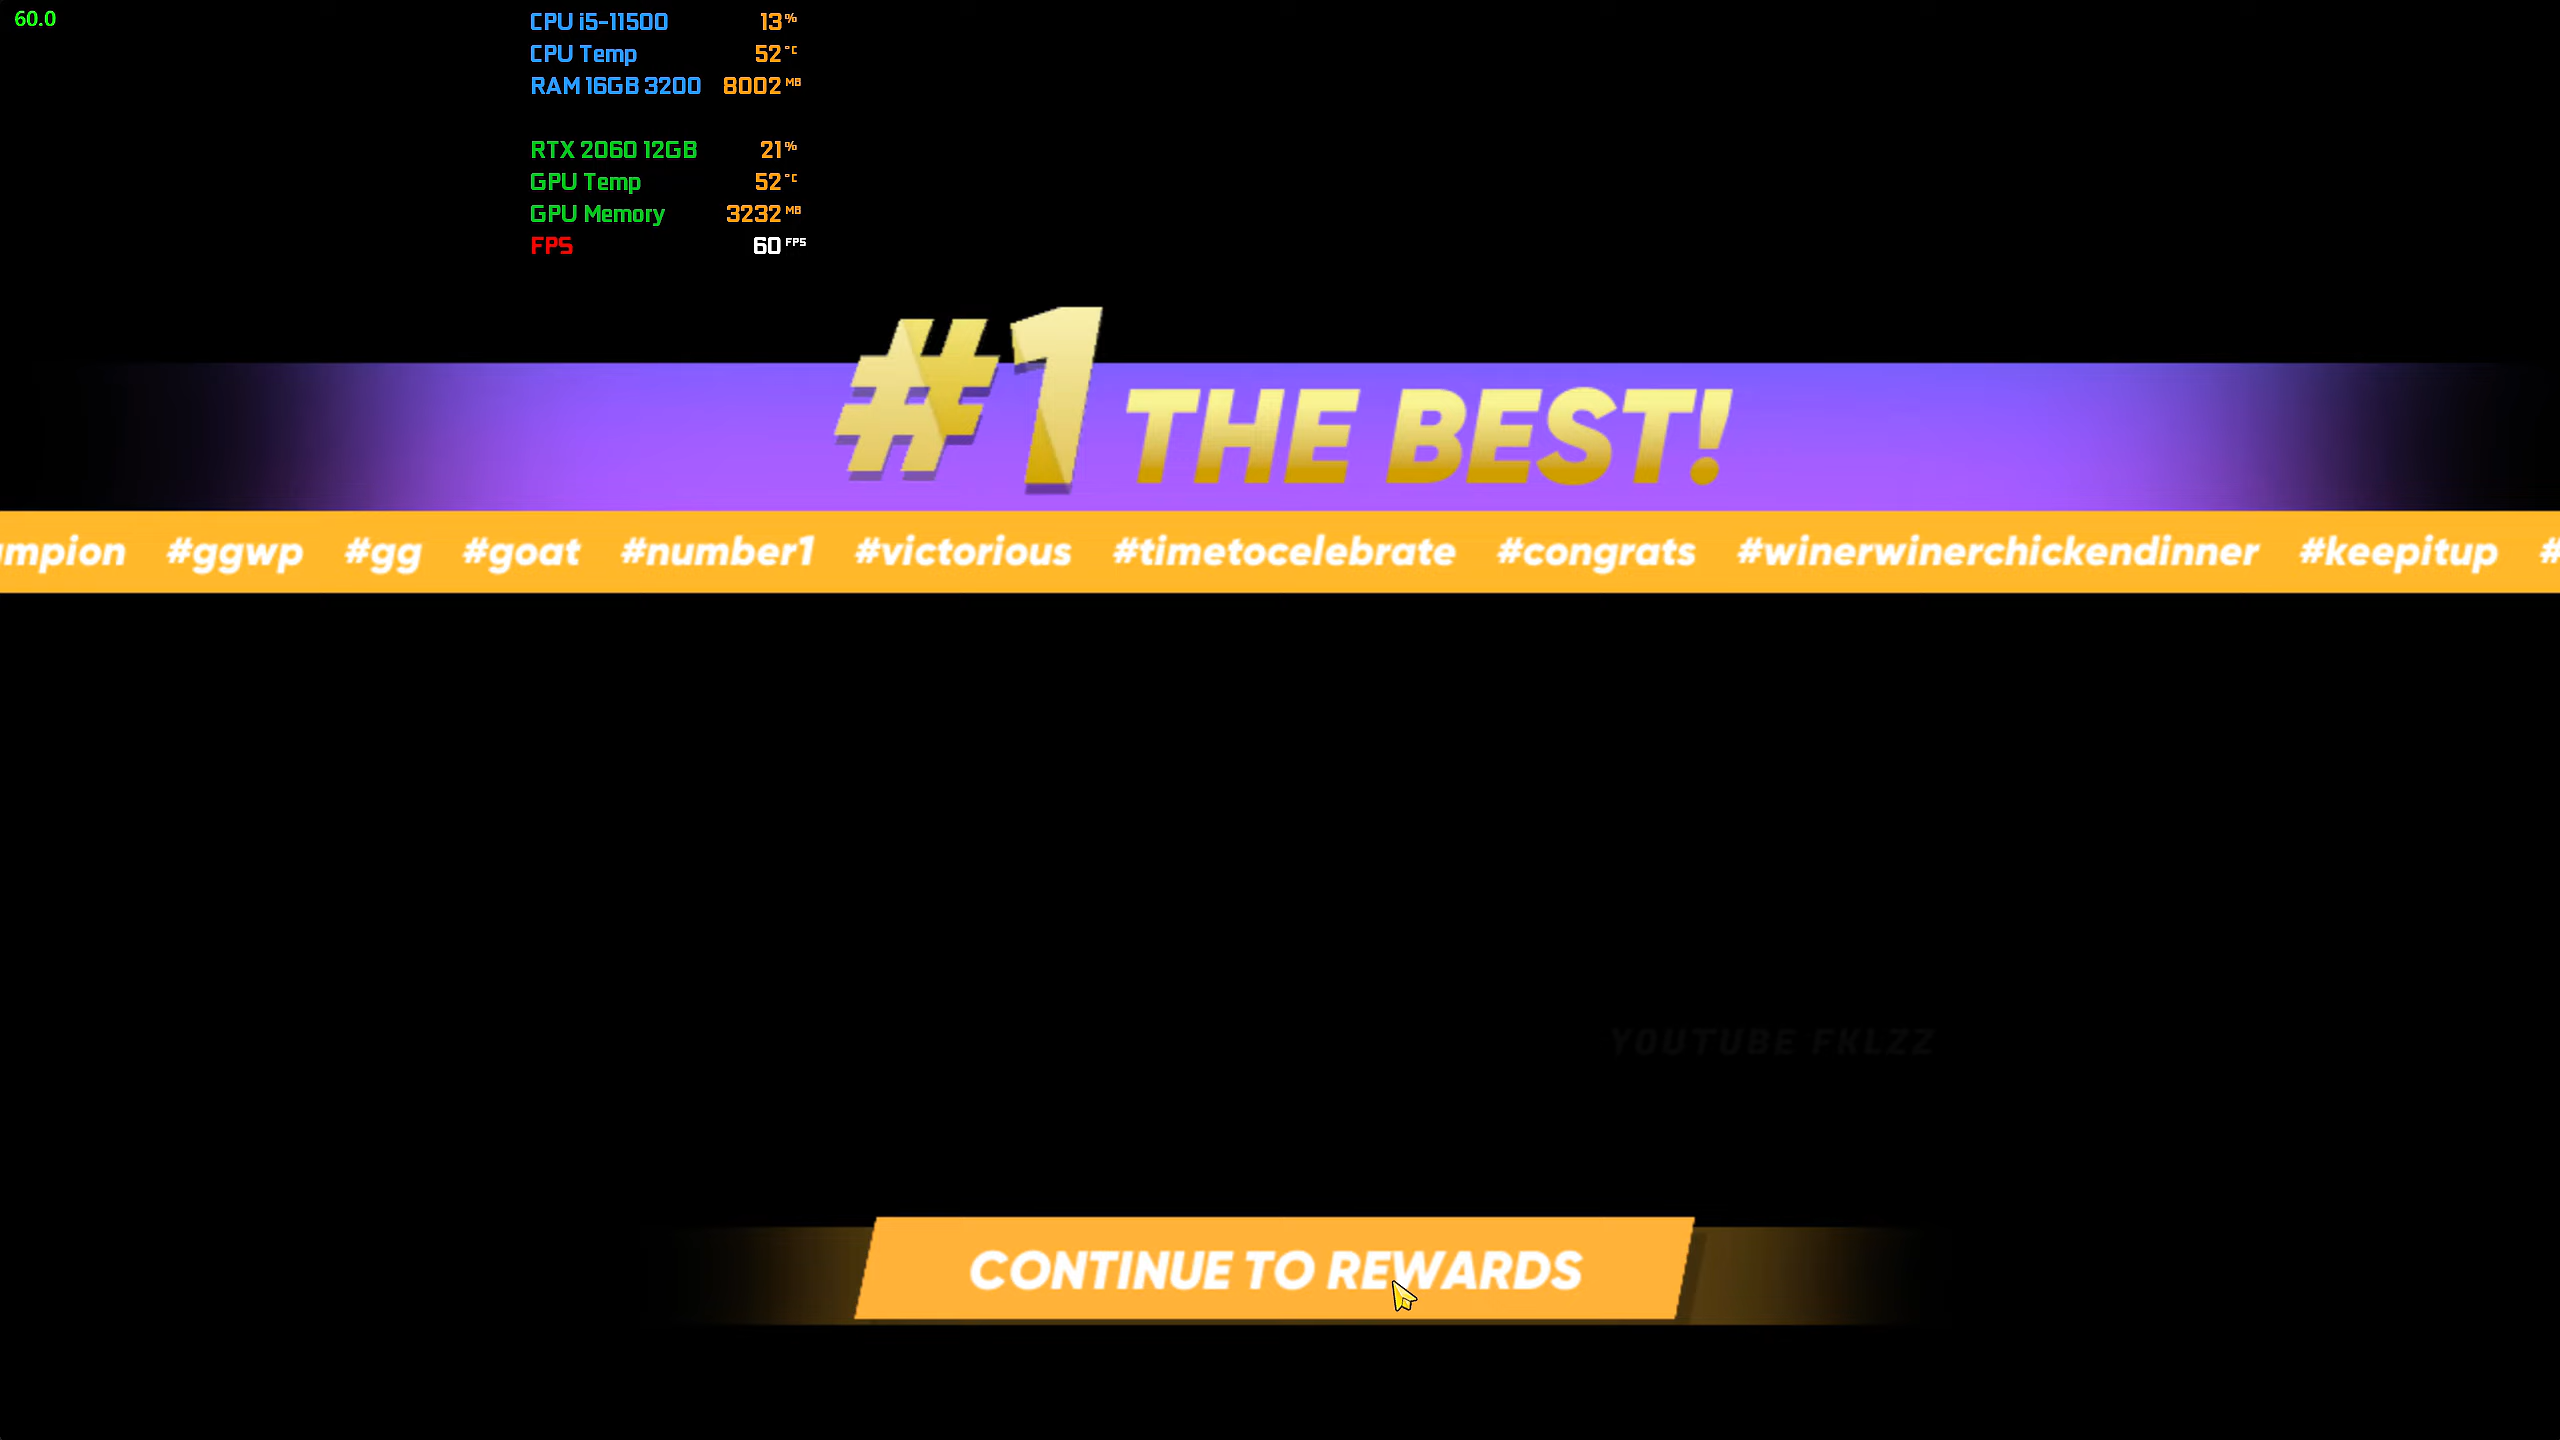 60.0
CPU i5-11500 13%
CPU Temp 52°C
RAM 16GB 3200 8002 MB
RTX 2060 12GB 21%
GPU Temp 52°C
GPU Memory 3232 MB
FPS 60 FPS
#1 THE BEST!
mpion #ggwp #gg #goat #number1 #victorious #timetocelebrate #congrats #winerwinerchickendinner #keepitup #
YOUTUBE FKLZZ
CONTINUE TO REWARDS